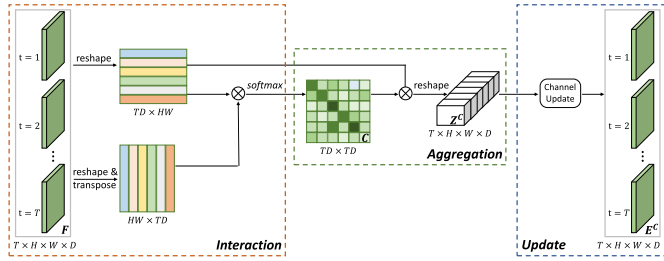 t = 1
t = 2
...
t = T
F
T × H × W × D
reshape
TD × HW
reshape &
transpose
HW × TD
softmax
Interaction
C
TD × TD
reshape
Z^C
T × H × W × D
Aggregation
Channel
Update
Update
t = 1
t = 2
...
t = T
E^C
T × H × W × D